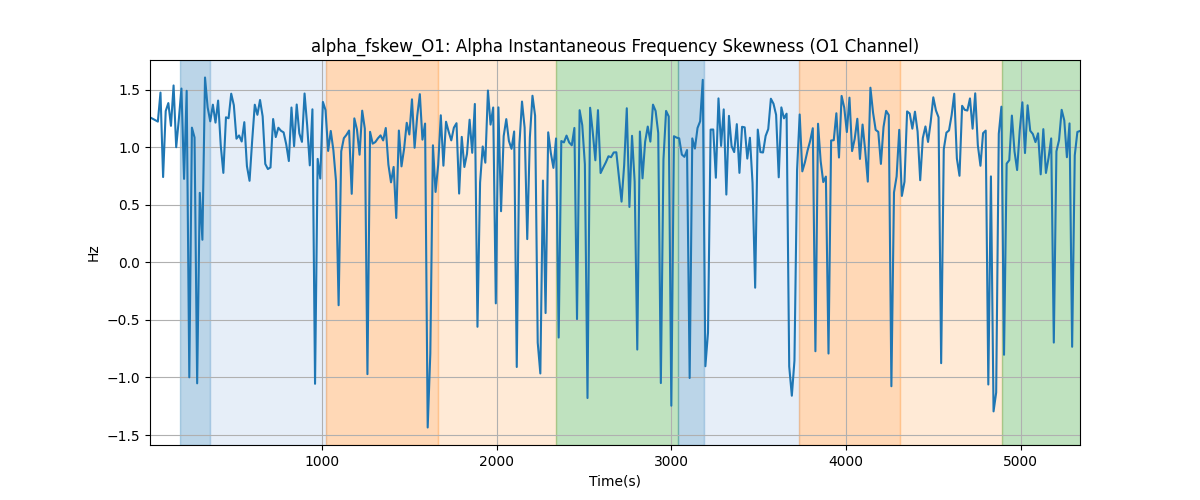 alpha_fskew_O1: Alpha Instantaneous Frequency Skewness (O1 Channel)
1.5
1.0
0.5
0.0
−0.5
−1.0
−1.5
Hz
1000 2000 3000 4000 5000
Time(s)